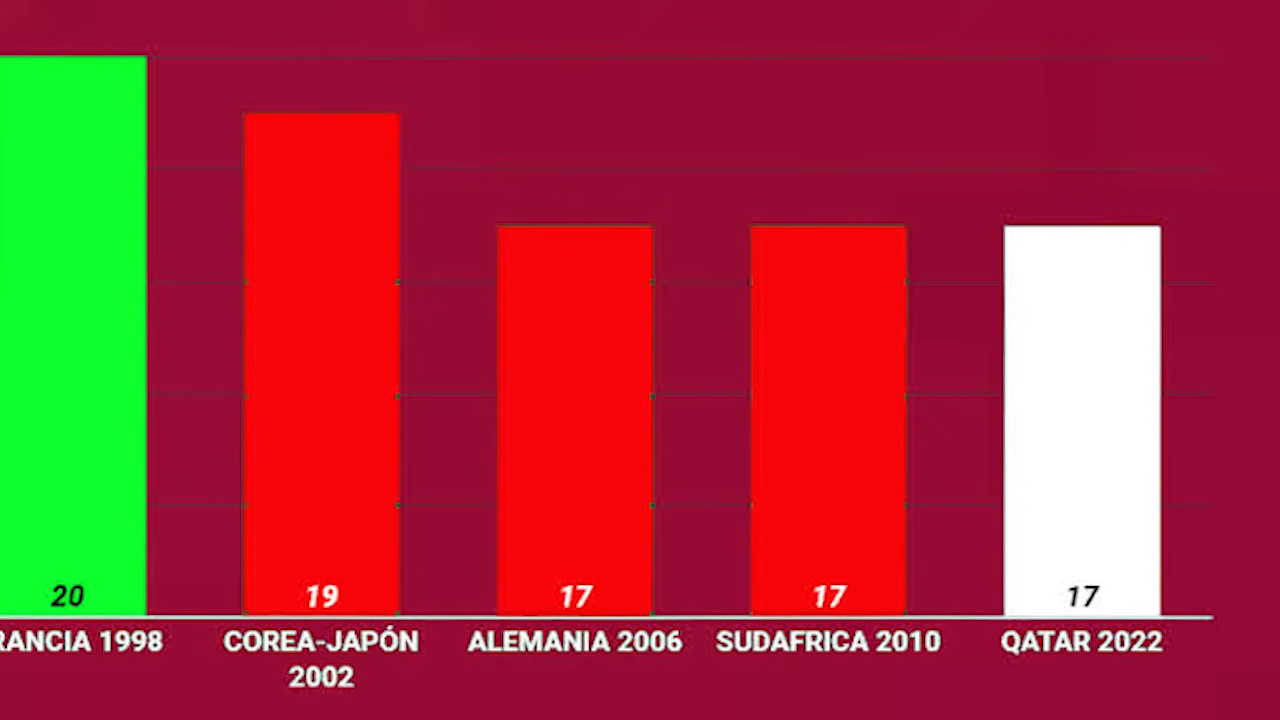 20
19
17
17
17
RANCIA 1998
COREA-JAPÓN
2002
ALEMANIA 2006
SUDAFRICA 2010
QATAR 2022